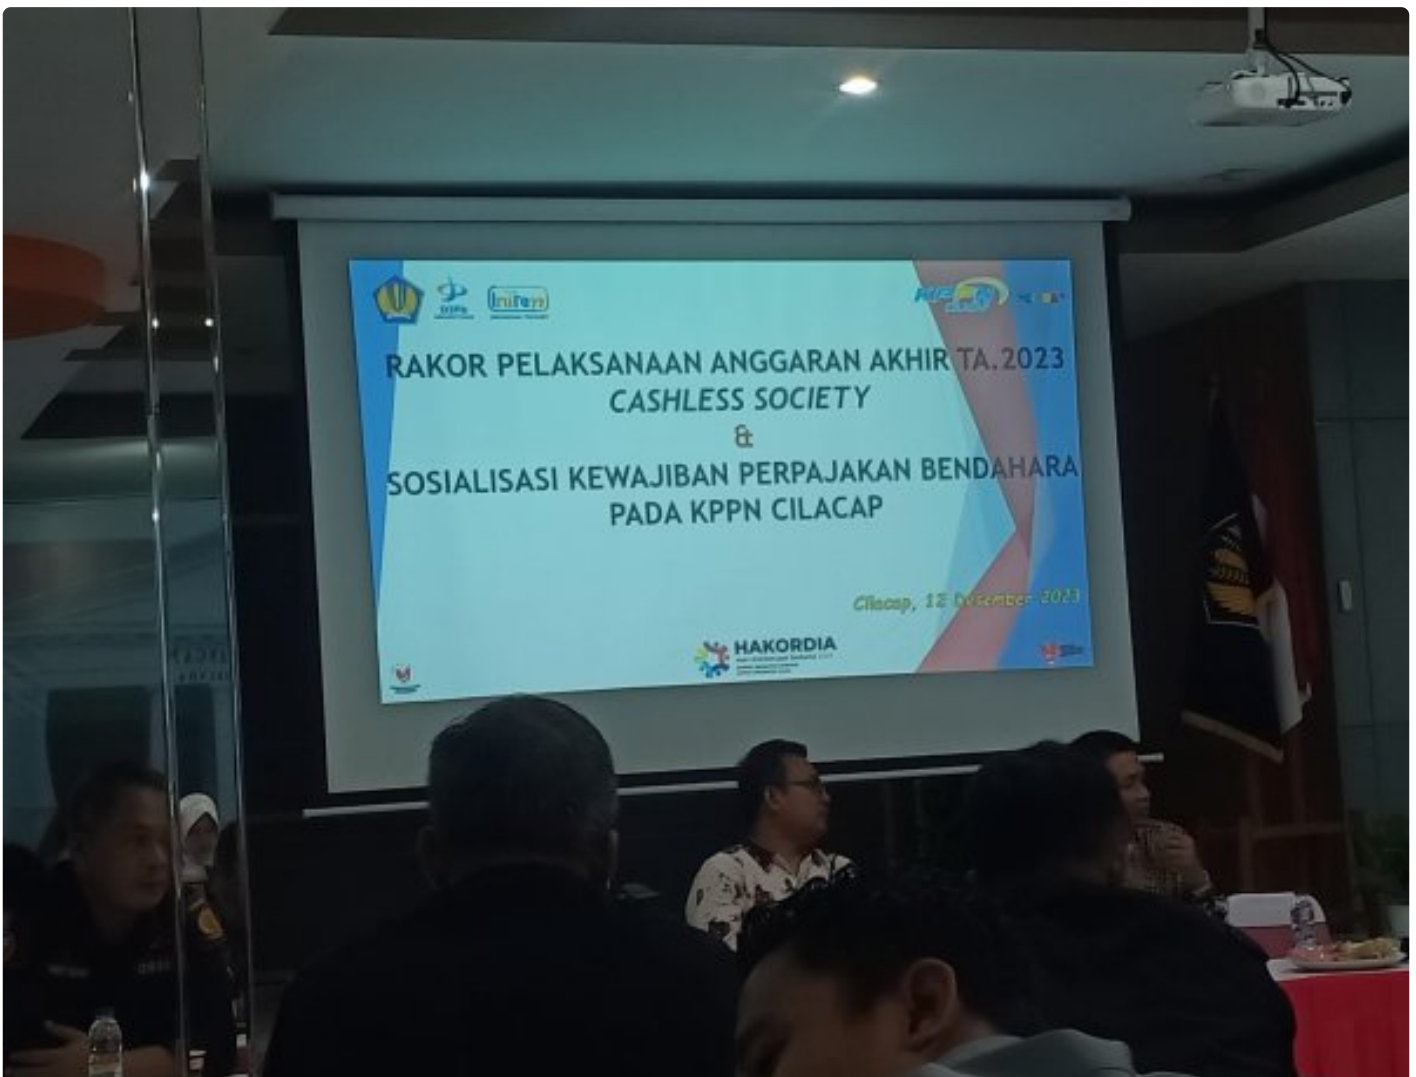 RAKOR PELAKSANAAN ANGGARAN AKHIR TA.2023
CASHLESS SOCIETY
&
SOSIALISASI KEWAJIBAN PERPAJAKAN BENDAHARA
PADA KPPN CILACAP
Cilacap, 12 Desember 2023
HAKORDIA